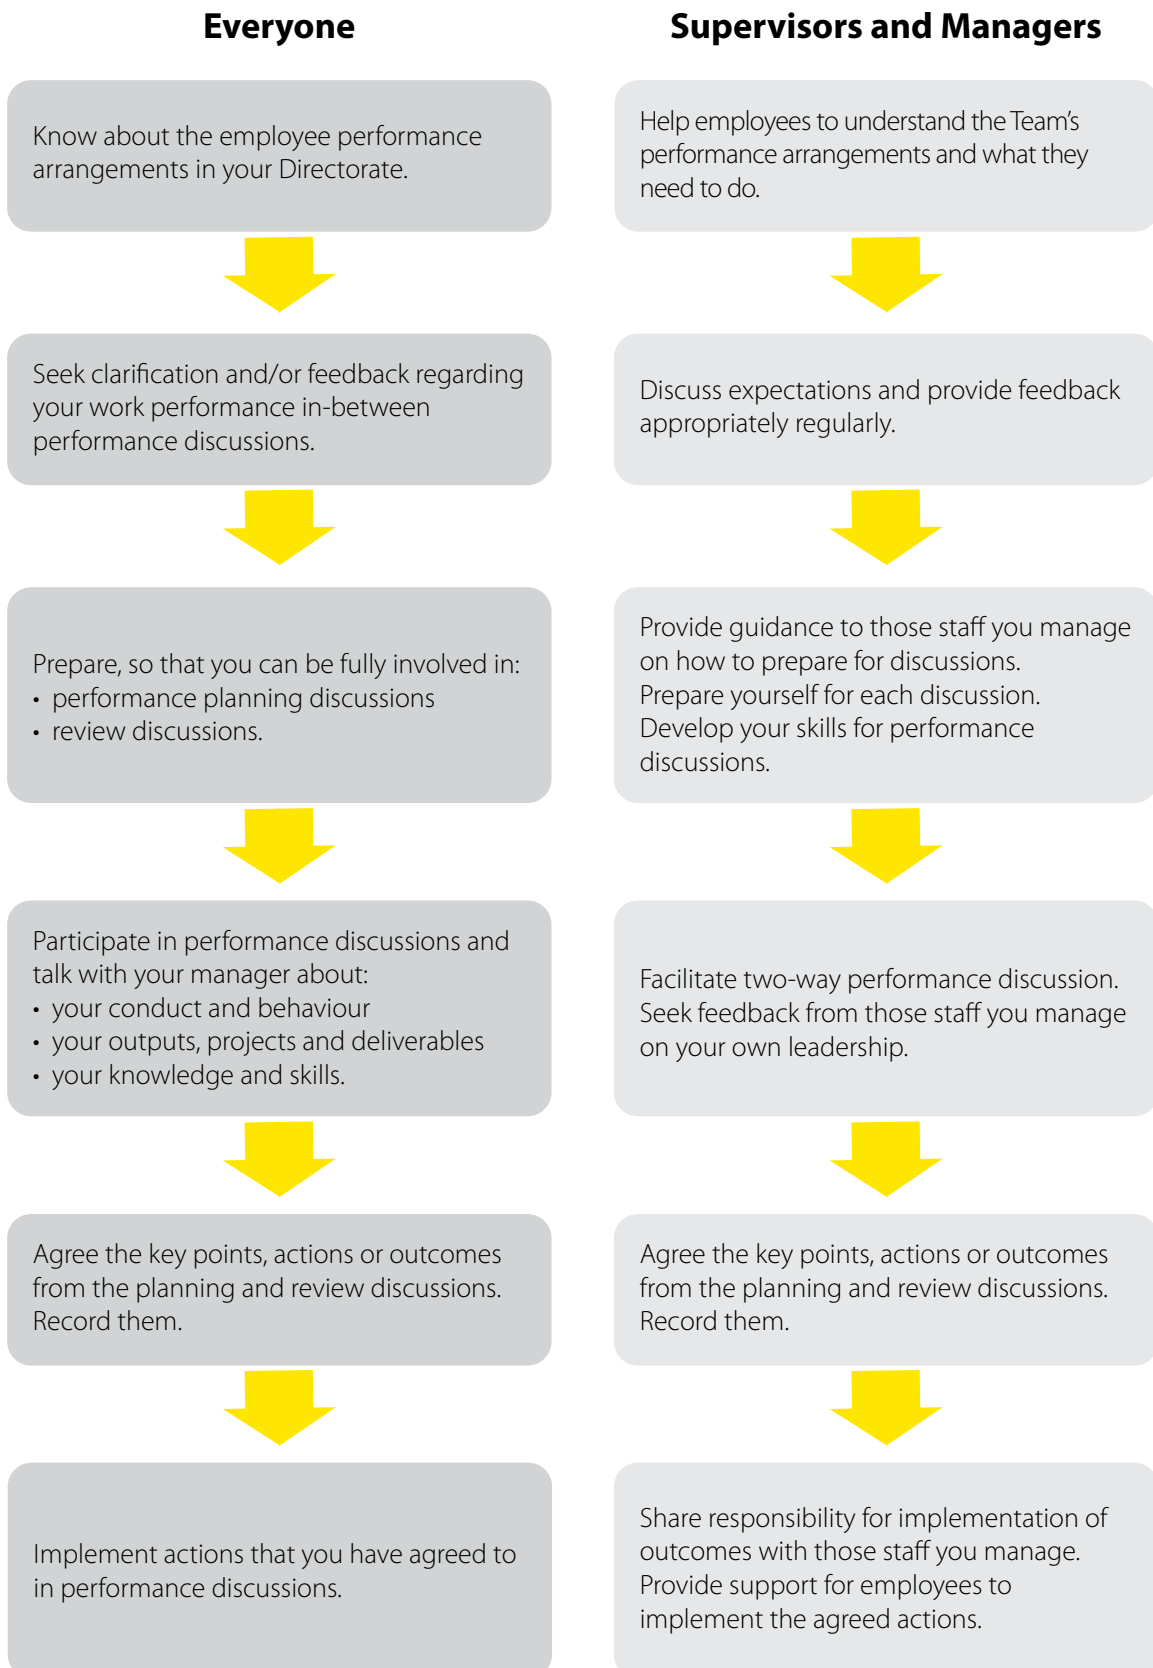 Everyone
Supervisors and Managers
Know about the employee performance
arrangements in your Directorate.
Help employees to understand the Team’s
performance arrangements and what they
need to do.
Seek clarification and/or feedback regarding
your work performance in-between
performance discussions.
Discuss expectations and provide feedback
appropriately regularly.
Prepare, so that you can be fully involved in:
• performance planning discussions
• review discussions.
Provide guidance to those staff you manage
on how to prepare for discussions.
Prepare yourself for each discussion.
Develop your skills for performance
discussions.
Participate in performance discussions and
talk with your manager about:
• your conduct and behaviour
• your outputs, projects and deliverables
• your knowledge and skills.
Facilitate two-way performance discussion.
Seek feedback from those staff you manage
on your own leadership.
Agree the key points, actions or outcomes
from the planning and review discussions.
Record them.
Agree the key points, actions or outcomes
from the planning and review discussions.
Record them.
Implement actions that you have agreed to
in performance discussions.
Share responsibility for implementation of
outcomes with those staff you manage.
Provide support for employees to
implement the agreed actions.